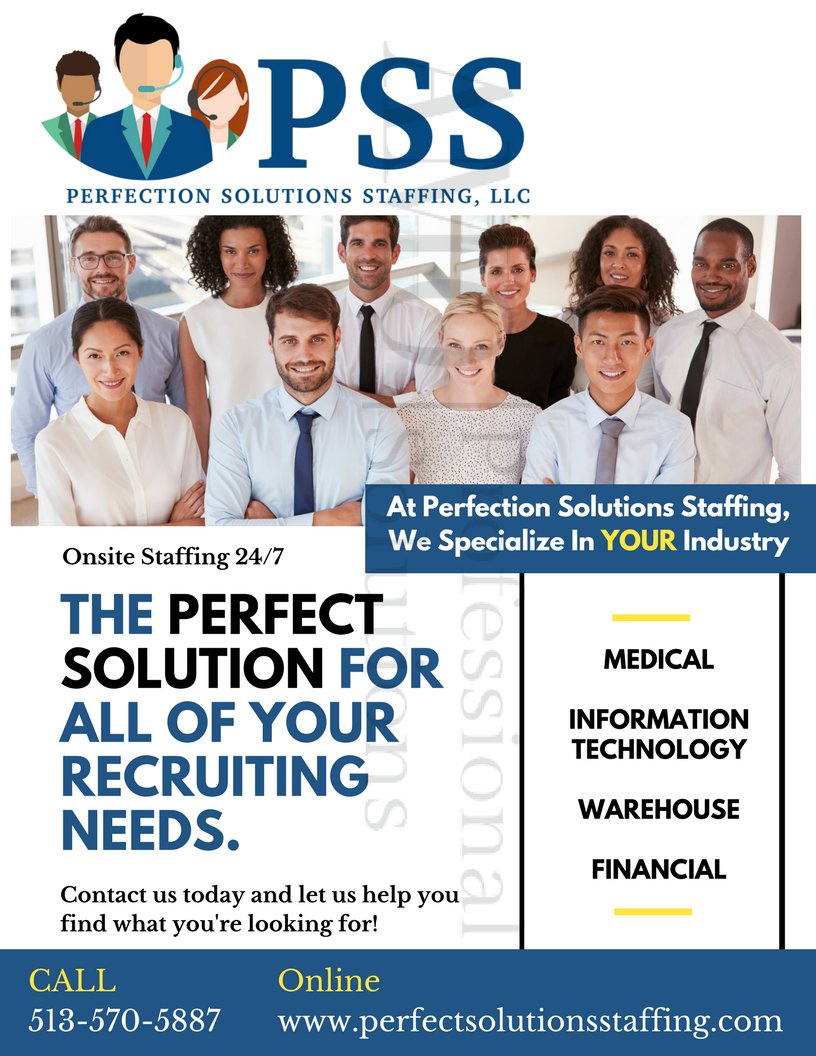 PSS
PERFECTION SOLUTIONS STAFFING, LLC
At Perfection Solutions Staffing,
We Specialize In YOUR Industry
Onsite Staffing 24/7
THE PERFECT
SOLUTION FOR
ALL OF YOUR
RECRUITING
NEEDS.
Contact us today and let us help you
find what you're looking for!
MEDICAL
INFORMATION
TECHNOLOGY
WAREHOUSE
FINANCIAL
CALL
513-570-5887
Online
www.perfectsolutionsstaffing.com
Professional
Solutions